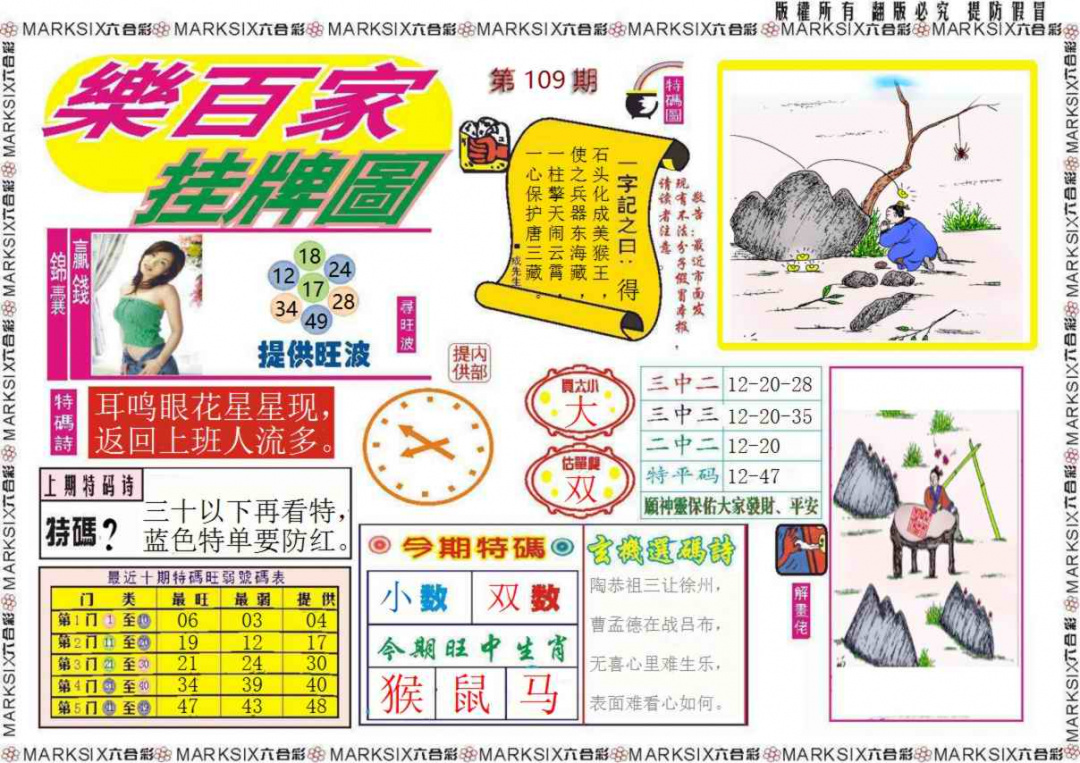 版權所有 翻版必究 提防假冒
MARKSIX六合彩 MARKSIX六合彩 MARKSIX六合彩 MARKSIX六合彩 MARKSIX六合彩 MARKSIX六合彩 MARKSIX六合彩
樂百家
挂牌圖
第 109 期
特碼圖
一字記之曰：得
石头化成美猴王，
使之兵器东海藏，
一柱擎天闹云霄，
一心保护唐三藏。
■成先生
敬告：最近市面发
现有不法分子假冒本报，
请读者注意。
贏錢
錦囊
18
12 24
17
34 28
49
提供旺波
尋旺波
内部
提供
特碼詩
耳鸣眼花星星现，
返回上班人流多。
買大小
大
估單雙
双
三中二 12-20-28
三中三 12-20-35
二中二 12-20
特平码 12-47
願神靈保佑大家發財、平安
上期特码诗
特碼?
三十以下再看特，
蓝色特单要防红。
最近十期特碼旺弱號碼表
门 类 最旺 最弱 提供
第1门 1 至 10 06 03 04
第2门 11 至 20 19 12 17
第3门 21 至 30 21 24 30
第4门 31 至 40 34 39 40
第5门 41 至 49 47 43 48
今期特碼
小数 双数
今期旺中生肖
猴 鼠 马
玄機選碼詩
陶恭祖三让徐州，
曹孟德在战吕布，
无喜心里难生乐，
表面难看心如何。
解畫佬
MARKSIX六合彩 MARKSIX六合彩 MARKSIX六合彩 MARKSIX六合彩 MARKSIX六合彩 MARKSIX六合彩 MARKSIX六合彩